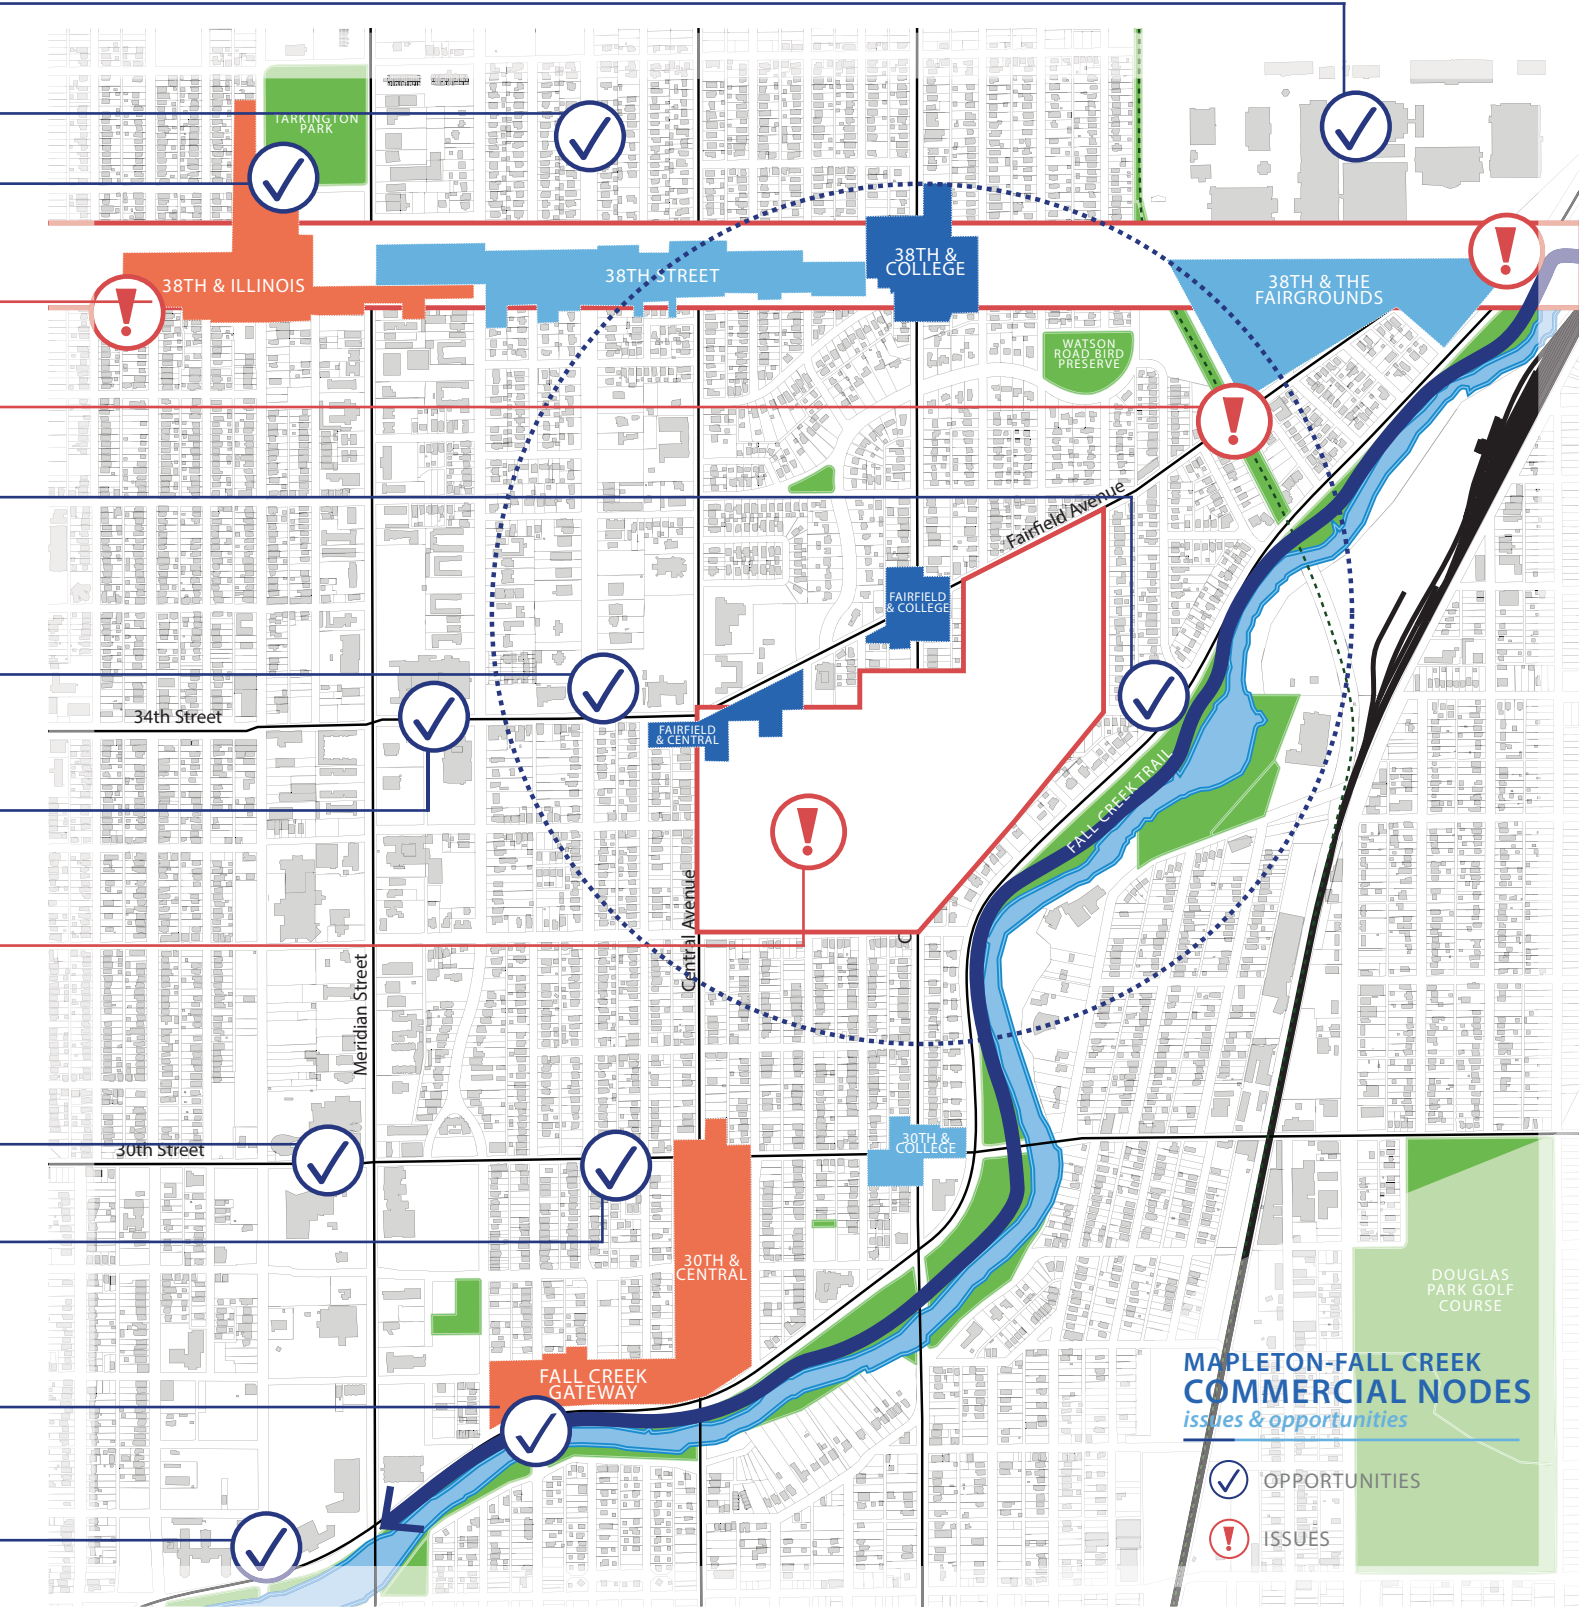 TARKINGTON
PARK
38TH &
COLLEGE
38TH STREET
38TH & ILLINOIS
38TH & THE
FAIRGROUNDS
WATSON
ROAD BIRD
PRESERVE
Fairfield Avenue
FAIRFIELD
& COLLEGE
34th Street
FAIRFIELD
& CENTRAL
FALL CREEK TRAIL
Central Avenue
C
Meridian Street
30th Street
30TH &
COLLEGE
30TH &
CENTRAL
DOUGLAS
PARK GOLF
COURSE
FALL CREEK
GATEWAY
MAPLETON-FALL CREEK
COMMERCIAL NODES
issues & opportunities
OPPORTUNITIES
ISSUES